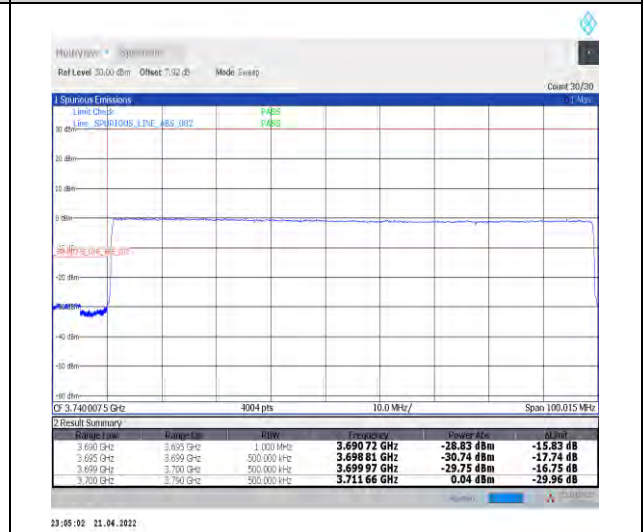 MultiView Spectrum
Ref Level 30.00 dBm Offset 7.92 dB Mode Sweep
Count 30/30
1 Spurious Emissions
Limit Check PASS
Line _SPURIOUS_LINE_ABS_002 PASS
30 dBm
20 dBm
10 dBm
0 dBm
-20 dBm
-40 dBm
-50 dBm
-60 dBm
CF 3.7400075 GHz 4004 pts 10.0 MHz/ Span 100.015 MHz
2 Result Summary
Range Low Range Up RBW Frequency Power Abs ΔLimit
3.690 GHz 3.695 GHz 1.000 MHz 3.690 72 GHz -28.83 dBm -15.83 dB
3.695 GHz 3.699 GHz 500.000 kHz 3.698 81 GHz -30.74 dBm -17.74 dB
3.699 GHz 3.700 GHz 500.000 kHz 3.699 97 GHz -29.75 dBm -16.75 dB
3.700 GHz 3.790 GHz 500.000 kHz 3.711 66 GHz 0.04 dBm -29.96 dB
23:05:02 21.04.2022